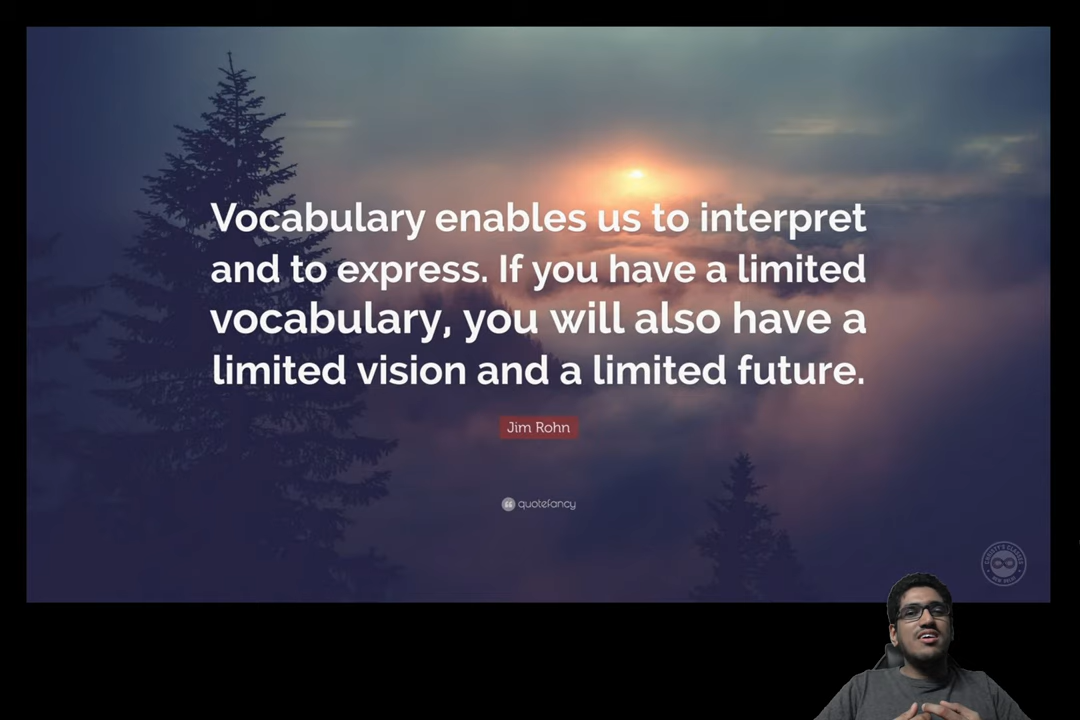 Vocabulary enables us to interpret
and to express. If you have a limited
vocabulary, you will also have a
limited vision and a limited future.
Jim Rohn
quotefancy